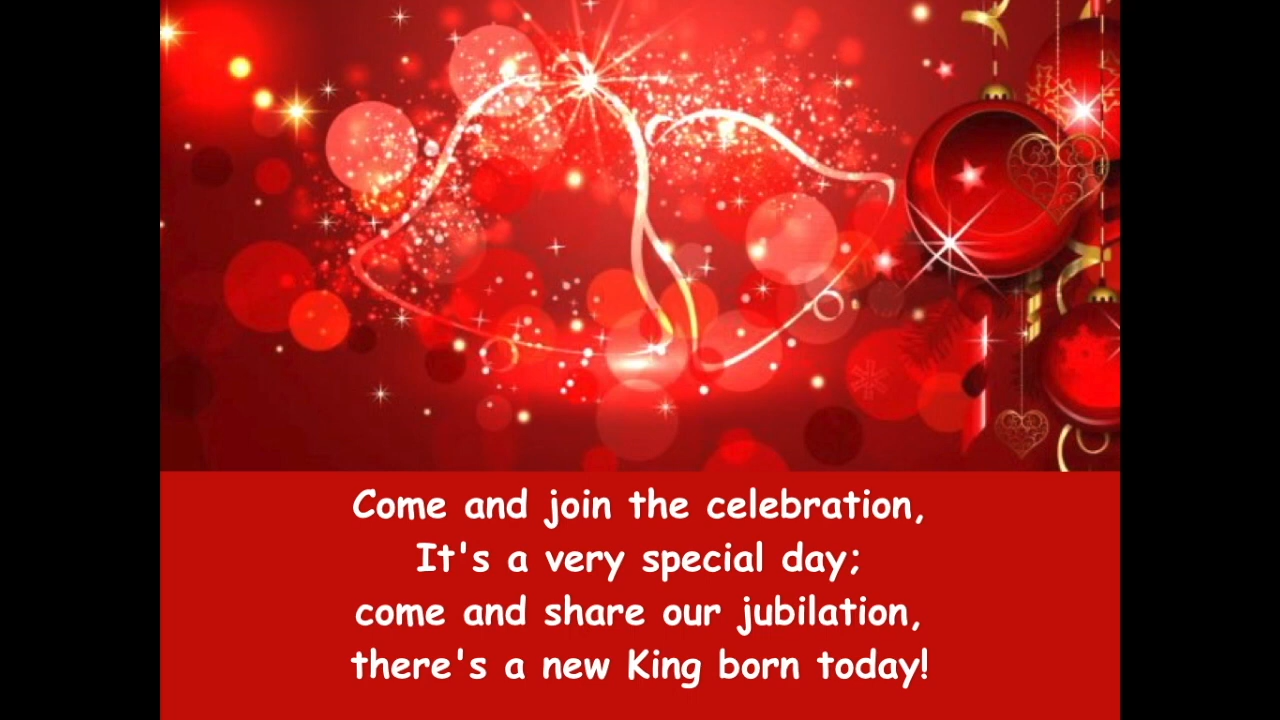 Come and join the celebration,
It's a very special day;
come and share our jubilation,
there's a new King born today!